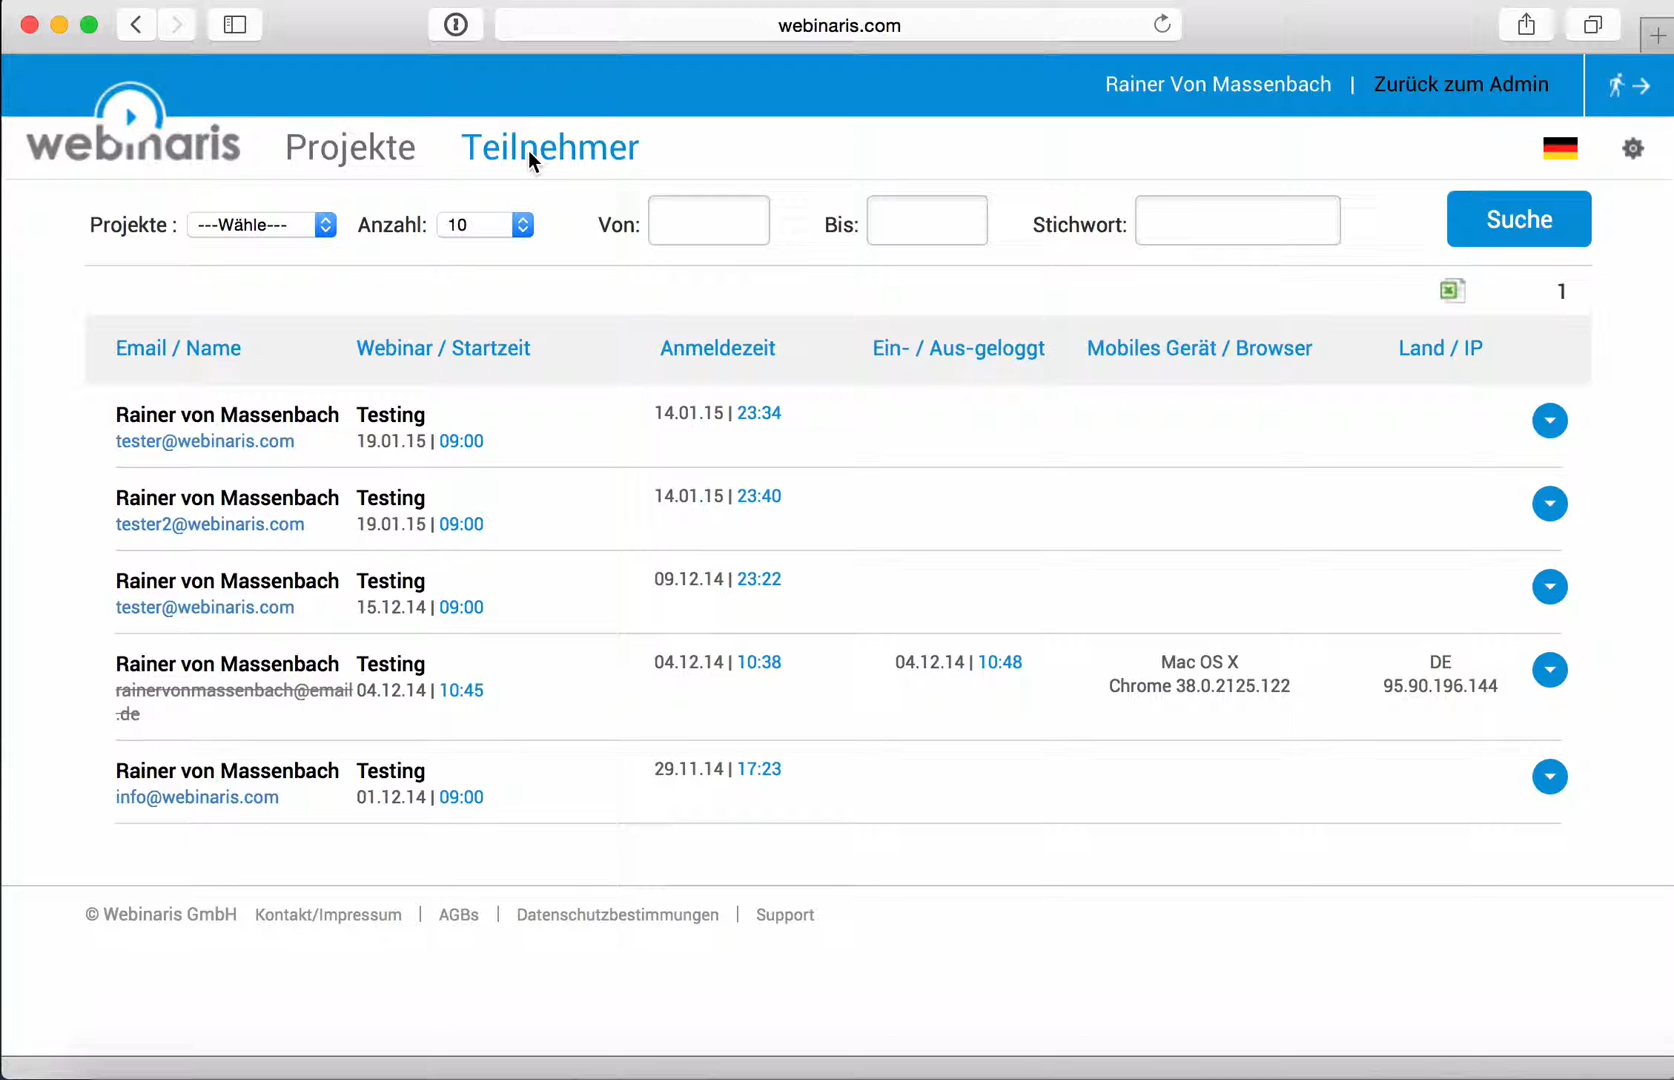 webinaris.com
Rainer Von Massenbach | Zurück zum Admin
webinaris Projekte Teilnehmer
Projekte : ---Wähle--- Anzahl: 10 Von: Bis: Stichwort: Suche
1
Email / Name Webinar / Startzeit Anmeldezeit Ein- / Aus-geloggt Mobiles Gerät / Browser Land / IP
Rainer von Massenbach Testing 14.01.15 | 23:34
tester@webinaris.com 19.01.15 | 09:00
Rainer von Massenbach Testing 14.01.15 | 23:40
tester2@webinaris.com 19.01.15 | 09:00
Rainer von Massenbach Testing 09.12.14 | 23:22
tester@webinaris.com 15.12.14 | 09:00
Rainer von Massenbach Testing 04.12.14 | 10:38 04.12.14 | 10:48 Mac OS X DE
rainervonmassenbach@email 04.12.14 | 10:45 Chrome 38.0.2125.122 95.90.196.144
.de
Rainer von Massenbach Testing 29.11.14 | 17:23
info@webinaris.com 01.12.14 | 09:00
© Webinaris GmbH Kontakt/Impressum | AGBs | Datenschutzbestimmungen | Support